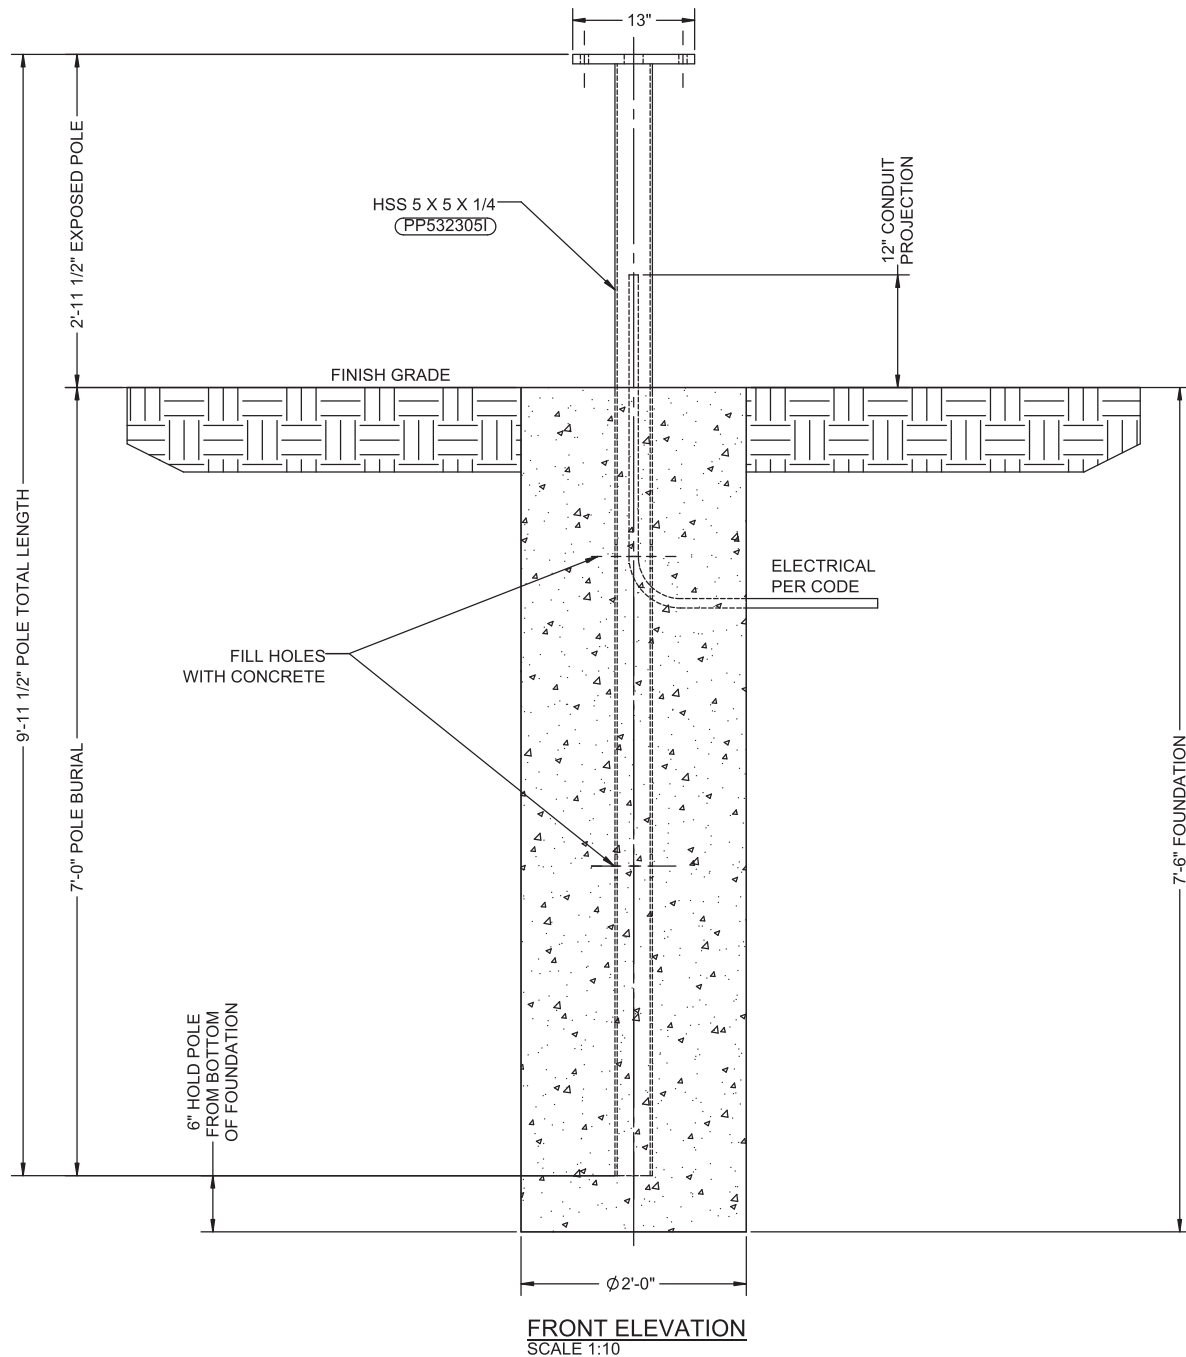 13"
2'-11 1/2" EXPOSED POLE
HSS 5 X 5 X 1/4
PP532305I
12" CONDUIT
PROJECTION
FINISH GRADE
9'-11 1/2" POLE TOTAL LENGTH
ELECTRICAL
PER CODE
FILL HOLES
WITH CONCRETE
7'-0" POLE BURIAL
7'-6" FOUNDATION
6" HOLD POLE
FROM BOTTOM
OF FOUNDATION
Ø2'-0"
FRONT ELEVATION
SCALE 1:10